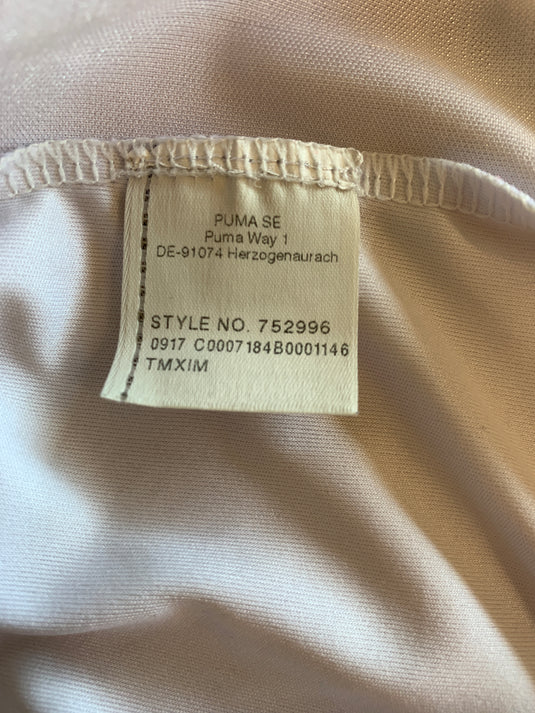 PUMA SE
Puma Way 1
DE-91074 Herzogenaurach
STYLE NO. 752996
0917 C0007184B0001146
TMXIM